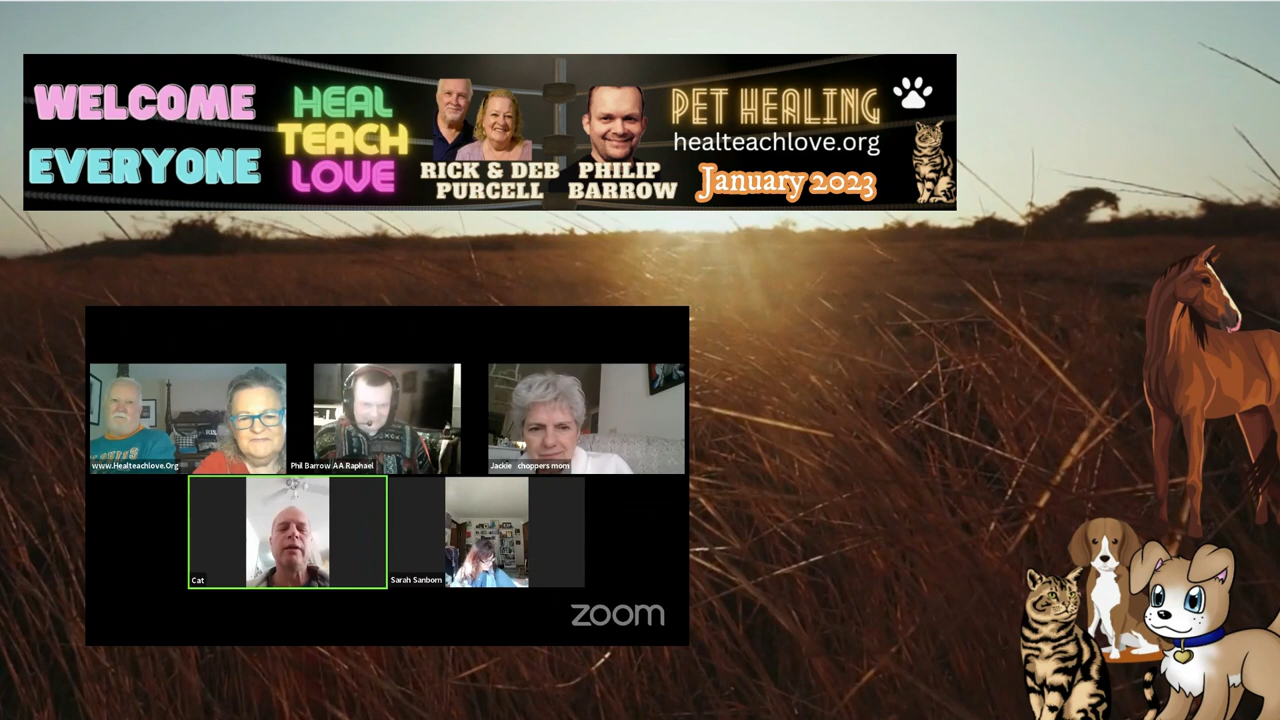 WELCOME
EVERYONE
HEAL
TEACH
LOVE
RICK & DEB
PURCELL
PHILIP
BARROW
PET HEALING
healteachlove.org
January 2023
www.Healteachlove.Org
Phil Barrow AA Raphael
Jackie choppers mom
Cat
Sarah Sanborn
zoom